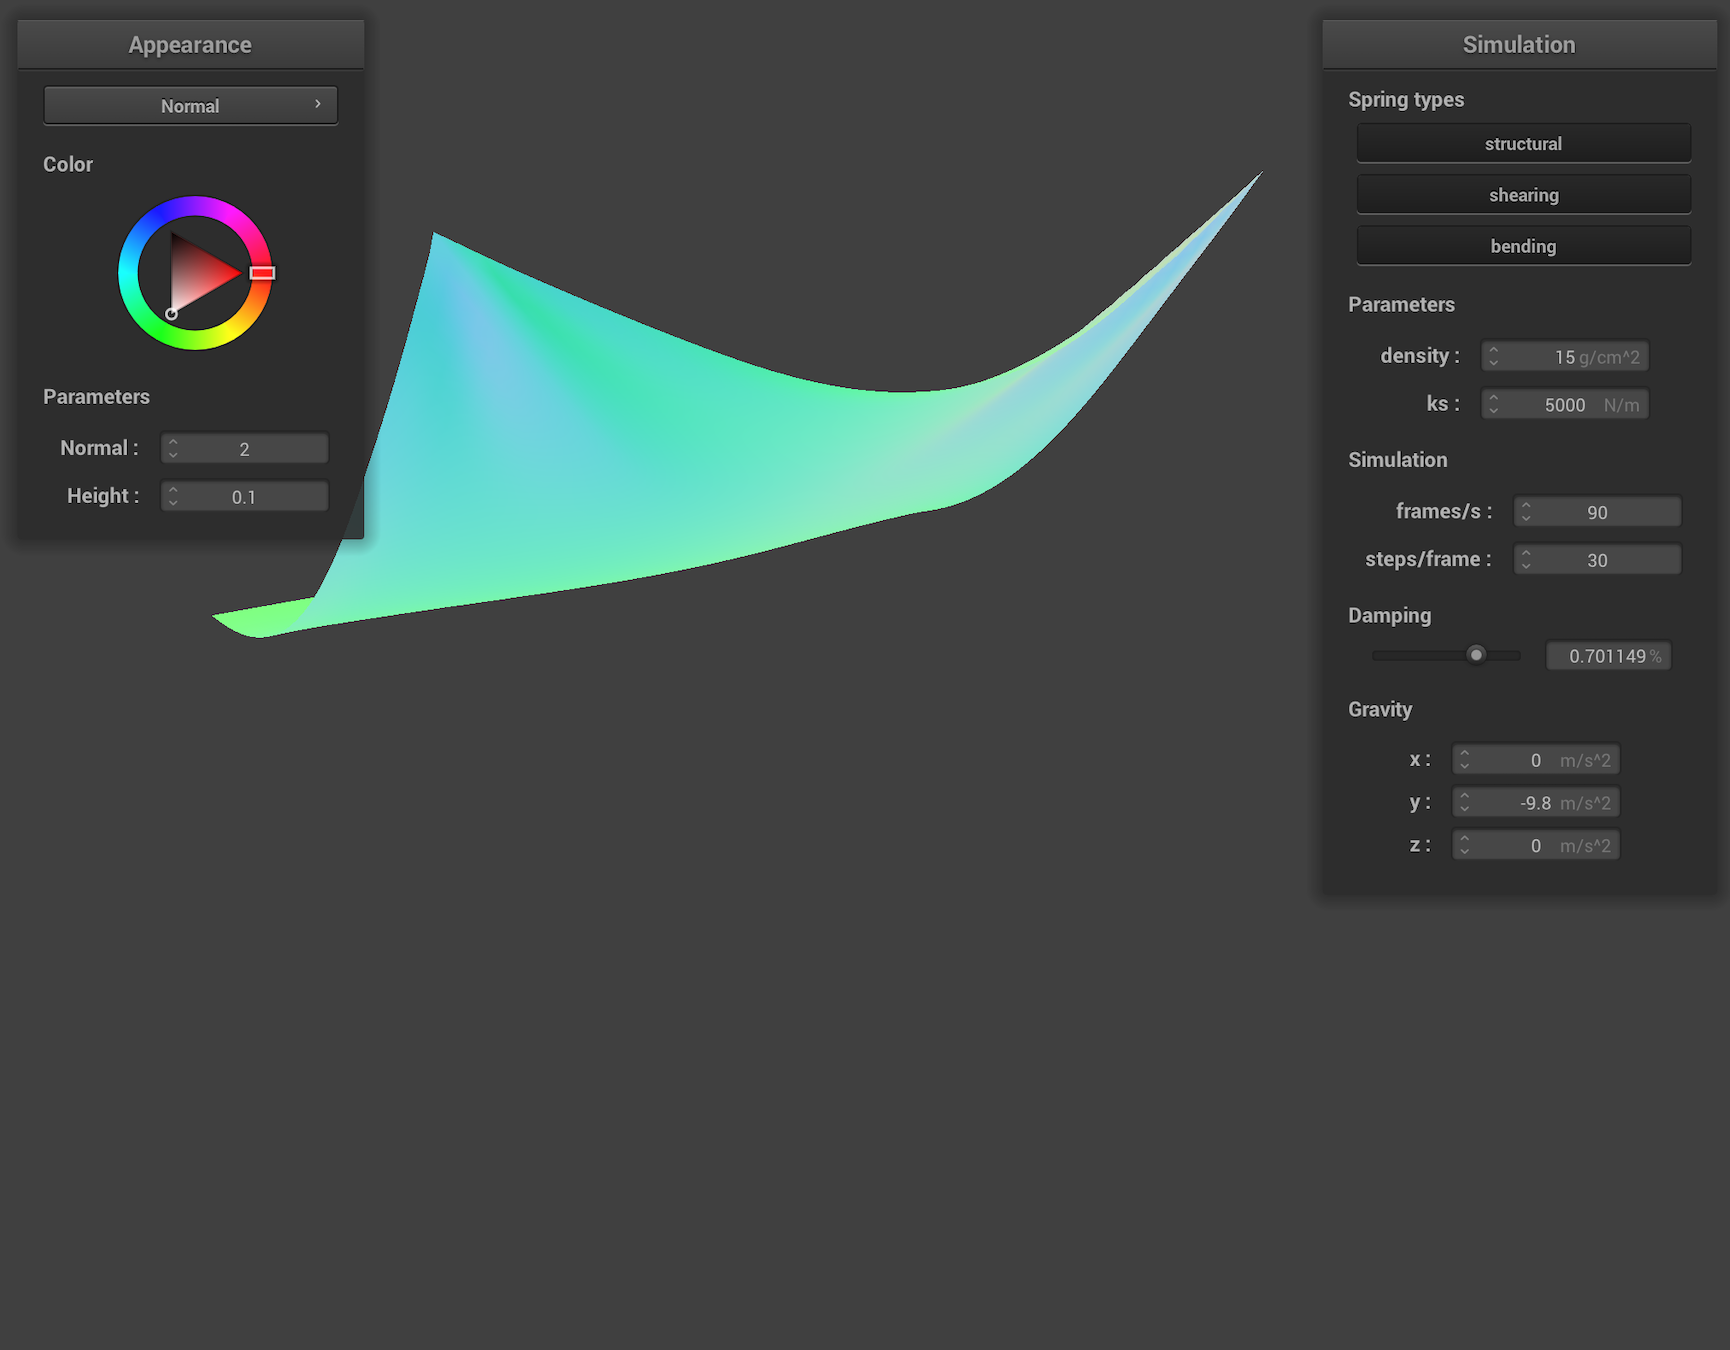 Appearance
Normal
Color
Parameters
Normal : 2
Height : 0.1
Simulation
Spring types
structural
shearing
bending
Parameters
density : 15 g/cm^2
ks : 5000 N/m
Simulation
frames/s : 90
steps/frame : 30
Damping
0.701149 %
Gravity
x : 0 m/s^2
y : -9.8 m/s^2
z : 0 m/s^2